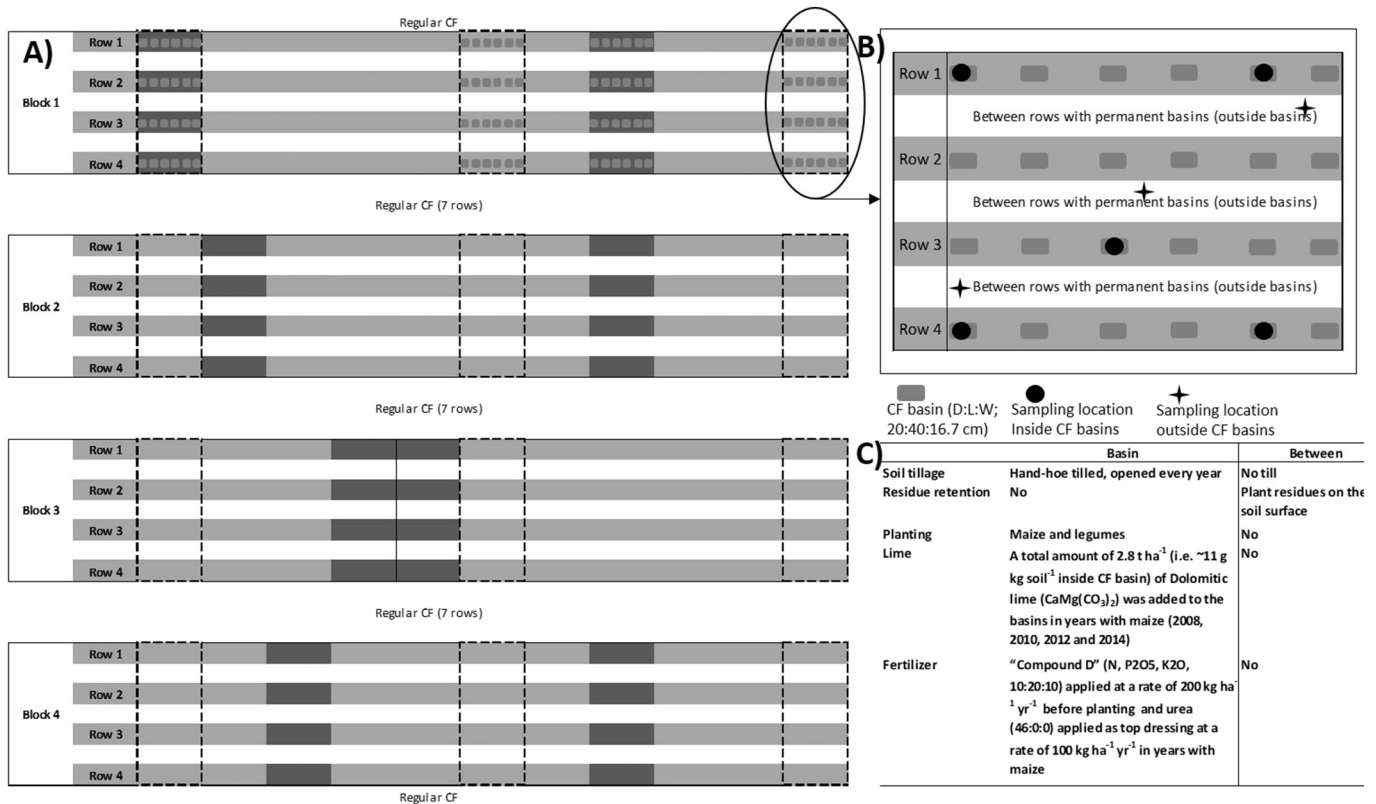 Regular CF
A)
Block 1
Row 1
Row 2
Row 3
Row 4
Regular CF (7 rows)
Block 2
Row 1
Row 2
Row 3
Row 4
Regular CF (7 rows)
Block 3
Row 1
Row 2
Row 3
Row 4
Regular CF (7 rows)
Block 4
Row 1
Row 2
Row 3
Row 4
Regular CF
B)
Row 1
Between rows with permanent basins (outside basins)
Row 2
Between rows with permanent basins (outside basins)
Row 3
Between rows with permanent basins (outside basins)
Row 4
CF basin (D:L:W;
20:40:16.7 cm)
Sampling location
Inside CF basins
Sampling location
outside CF basins
C)
Basin Between
Soil tillage Hand-hoe tilled, opened every year No till
Residue retention No Plant residues on the
soil surface
Planting Maize and legumes No
Lime A total amount of 2.8 t ha⁻¹ (i.e. ~11 g No
kg soil⁻¹ inside CF basin) of Dolomitic
lime (CaMg(CO₃)₂) was added to the
basins in years with maize (2008,
2010, 2012 and 2014)
Fertilizer "Compound D" (N, P2O5, K2O, No
10:20:10) applied at a rate of 200 kg ha⁻
¹ yr⁻¹ before planting and urea
(46:0:0) applied as top dressing at a
rate of 100 kg ha⁻¹ yr⁻¹ in years with
maize